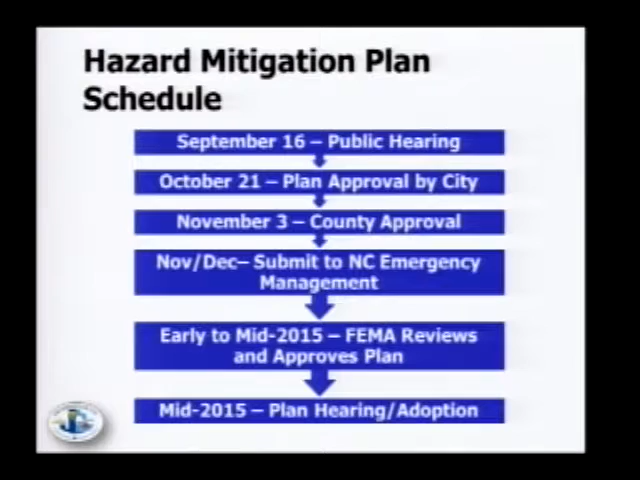 Hazard Mitigation Plan
Schedule
September 16 – Public Hearing
October 21 – Plan Approval by City
November 3 – County Approval
Nov/Dec– Submit to NC Emergency
Management
Early to Mid-2015 – FEMA Reviews
and Approves Plan
Mid-2015 – Plan Hearing/Adoption